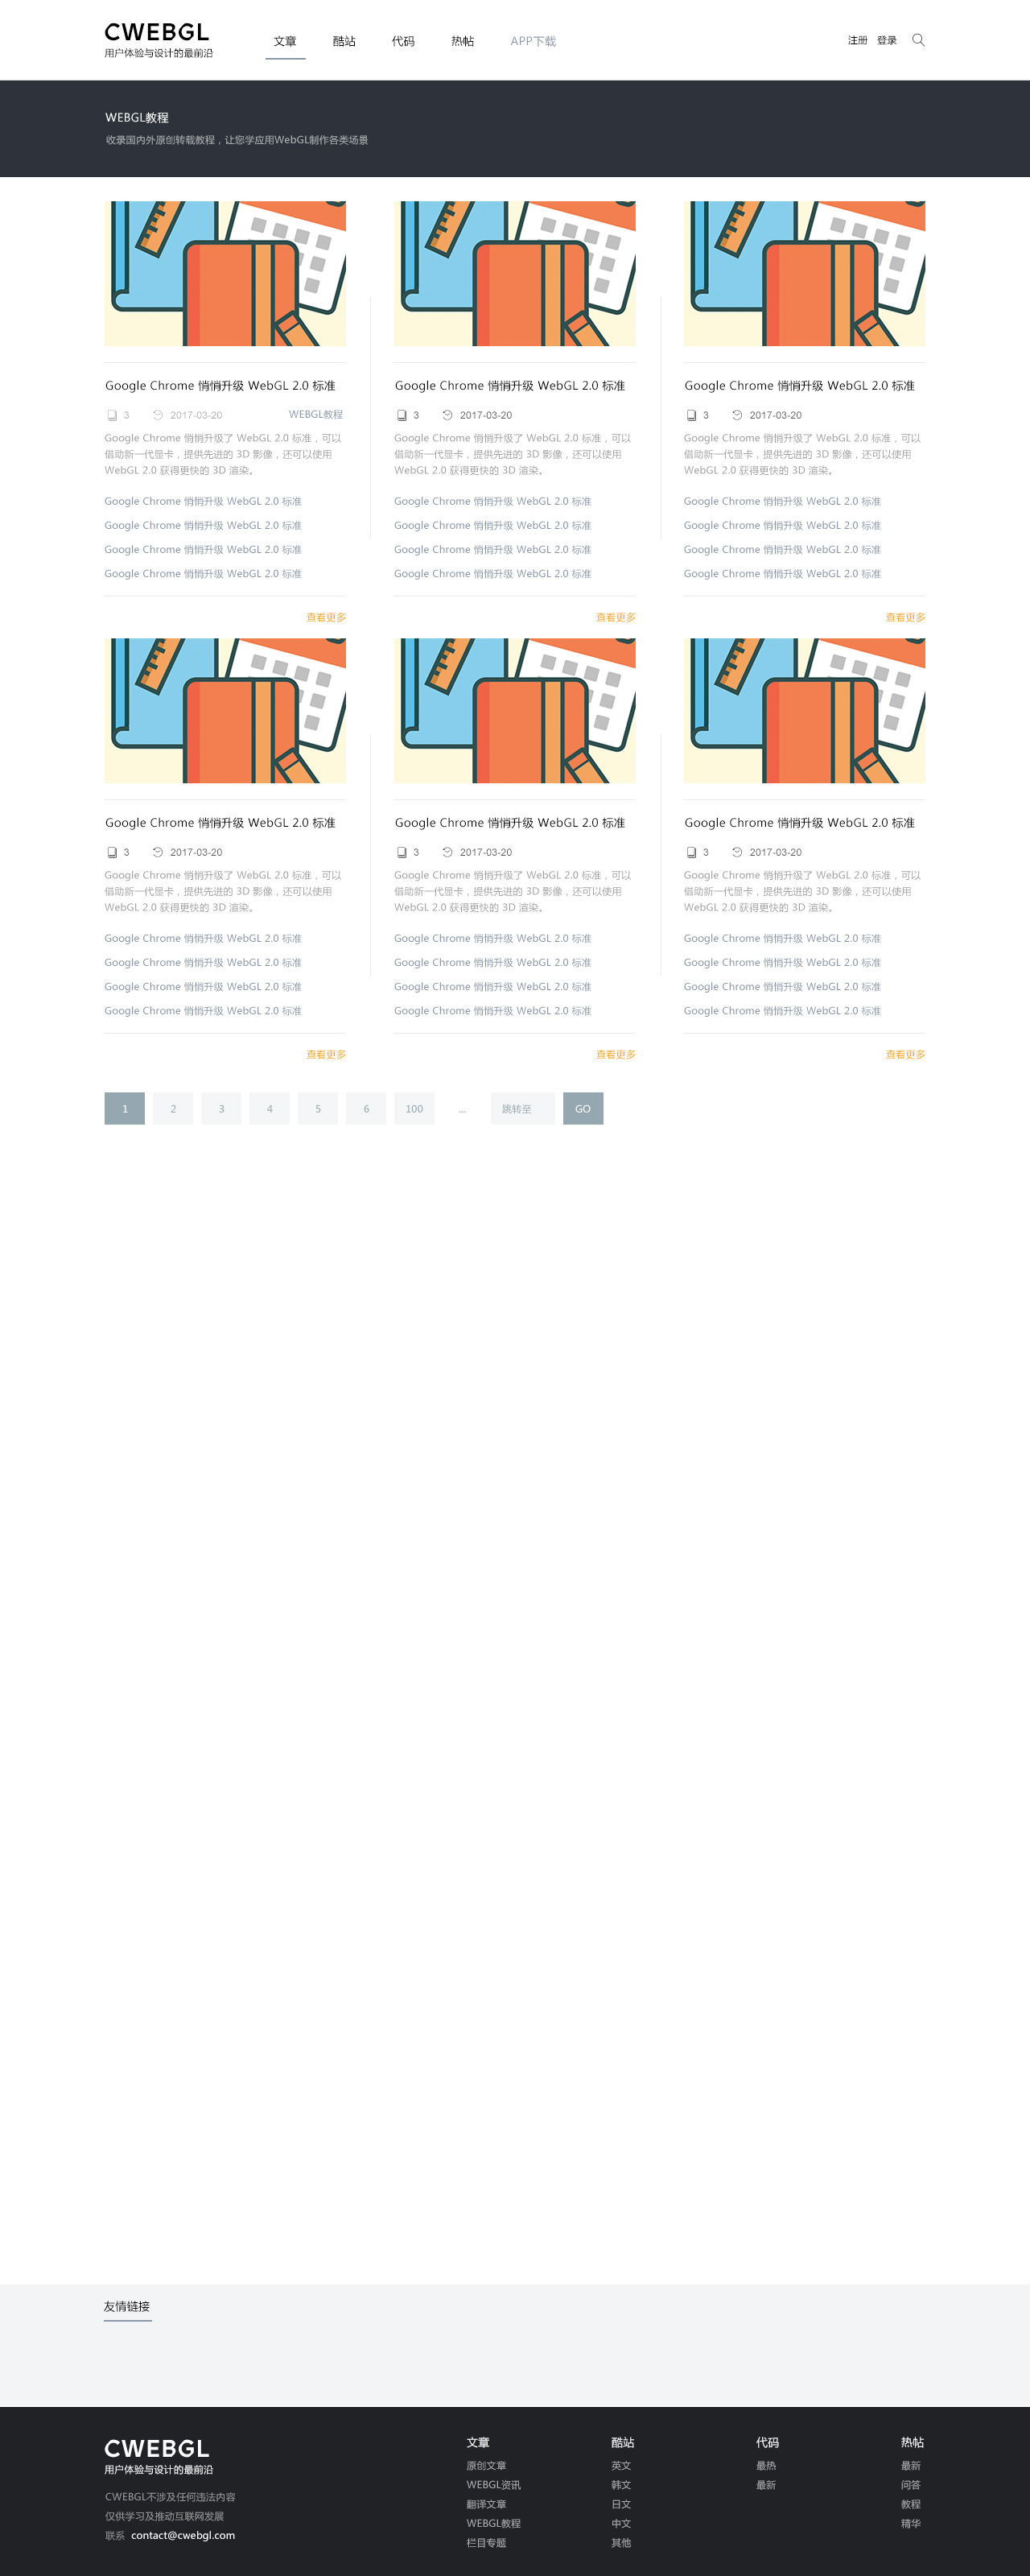 CWEBGL
用户体验与设计的最前沿
文章 酷站 代码 热帖 APP下载
注册 登录
WEBGL教程
收录国内外原创转载教程，让您学应用WebGL制作各类场景
Google Chrome 悄悄升级 WebGL 2.0 标准
3 2017-03-20 WEBGL教程
Google Chrome 悄悄升级了 WebGL 2.0 标准，可以
借助新一代显卡，提供先进的 3D 影像，还可以使用
WebGL 2.0 获得更快的 3D 渲染。
Google Chrome 悄悄升级 WebGL 2.0 标准
Google Chrome 悄悄升级 WebGL 2.0 标准
Google Chrome 悄悄升级 WebGL 2.0 标准
Google Chrome 悄悄升级 WebGL 2.0 标准
查看更多
Google Chrome 悄悄升级 WebGL 2.0 标准
3 2017-03-20
Google Chrome 悄悄升级了 WebGL 2.0 标准，可以
借助新一代显卡，提供先进的 3D 影像，还可以使用
WebGL 2.0 获得更快的 3D 渲染。
Google Chrome 悄悄升级 WebGL 2.0 标准
Google Chrome 悄悄升级 WebGL 2.0 标准
Google Chrome 悄悄升级 WebGL 2.0 标准
Google Chrome 悄悄升级 WebGL 2.0 标准
查看更多
Google Chrome 悄悄升级 WebGL 2.0 标准
3 2017-03-20
Google Chrome 悄悄升级了 WebGL 2.0 标准，可以
借助新一代显卡，提供先进的 3D 影像，还可以使用
WebGL 2.0 获得更快的 3D 渲染。
Google Chrome 悄悄升级 WebGL 2.0 标准
Google Chrome 悄悄升级 WebGL 2.0 标准
Google Chrome 悄悄升级 WebGL 2.0 标准
Google Chrome 悄悄升级 WebGL 2.0 标准
查看更多
Google Chrome 悄悄升级 WebGL 2.0 标准
3 2017-03-20
Google Chrome 悄悄升级了 WebGL 2.0 标准，可以
借助新一代显卡，提供先进的 3D 影像，还可以使用
WebGL 2.0 获得更快的 3D 渲染。
Google Chrome 悄悄升级 WebGL 2.0 标准
Google Chrome 悄悄升级 WebGL 2.0 标准
Google Chrome 悄悄升级 WebGL 2.0 标准
Google Chrome 悄悄升级 WebGL 2.0 标准
查看更多
Google Chrome 悄悄升级 WebGL 2.0 标准
3 2017-03-20
Google Chrome 悄悄升级了 WebGL 2.0 标准，可以
借助新一代显卡，提供先进的 3D 影像，还可以使用
WebGL 2.0 获得更快的 3D 渲染。
Google Chrome 悄悄升级 WebGL 2.0 标准
Google Chrome 悄悄升级 WebGL 2.0 标准
Google Chrome 悄悄升级 WebGL 2.0 标准
Google Chrome 悄悄升级 WebGL 2.0 标准
查看更多
Google Chrome 悄悄升级 WebGL 2.0 标准
3 2017-03-20
Google Chrome 悄悄升级了 WebGL 2.0 标准，可以
借助新一代显卡，提供先进的 3D 影像，还可以使用
WebGL 2.0 获得更快的 3D 渲染。
Google Chrome 悄悄升级 WebGL 2.0 标准
Google Chrome 悄悄升级 WebGL 2.0 标准
Google Chrome 悄悄升级 WebGL 2.0 标准
Google Chrome 悄悄升级 WebGL 2.0 标准
查看更多
1 2 3 4 5 6 100 ... 跳转至 GO
友情链接
CWEBGL
用户体验与设计的最前沿
CWEBGL不涉及任何违法内容
仅供学习及推动互联网发展
联系 contact@cwebgl.com
文章
原创文章
WEBGL资讯
翻译文章
WEBGL教程
栏目专题
酷站
英文
韩文
日文
中文
其他
代码
最热
最新
热帖
最新
问答
教程
精华